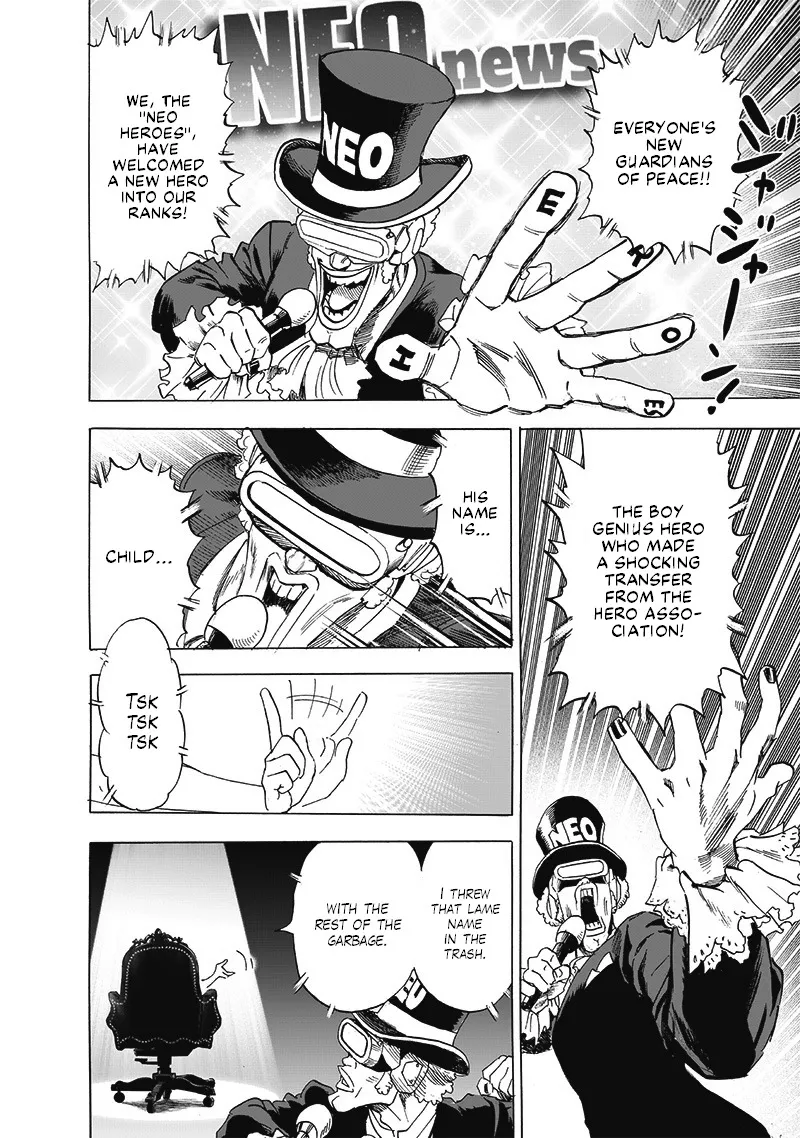 NEO news
EVERYONE'S
NEW
GUARDIANS
OF PEACE!!
WE, THE
"NEO
HEROES",
HAVE
WELCOMED
A NEW HERO
INTO OUR
RANKS!
NEO
H
E
R
O
ES
ジャジャーン!
THE BOY
GENIUS HERO
WHO MADE
A SHOCKING
TRANSFER
FROM THE
HERO ASSO-
CIATION!
NEO
HIS
NAME
IS...
CHILD...
TSK
TSK
TSK
I THREW
THAT LAME
NAME
IN THE
TRASH.
WITH THE
REST OF THE
GARBAGE.